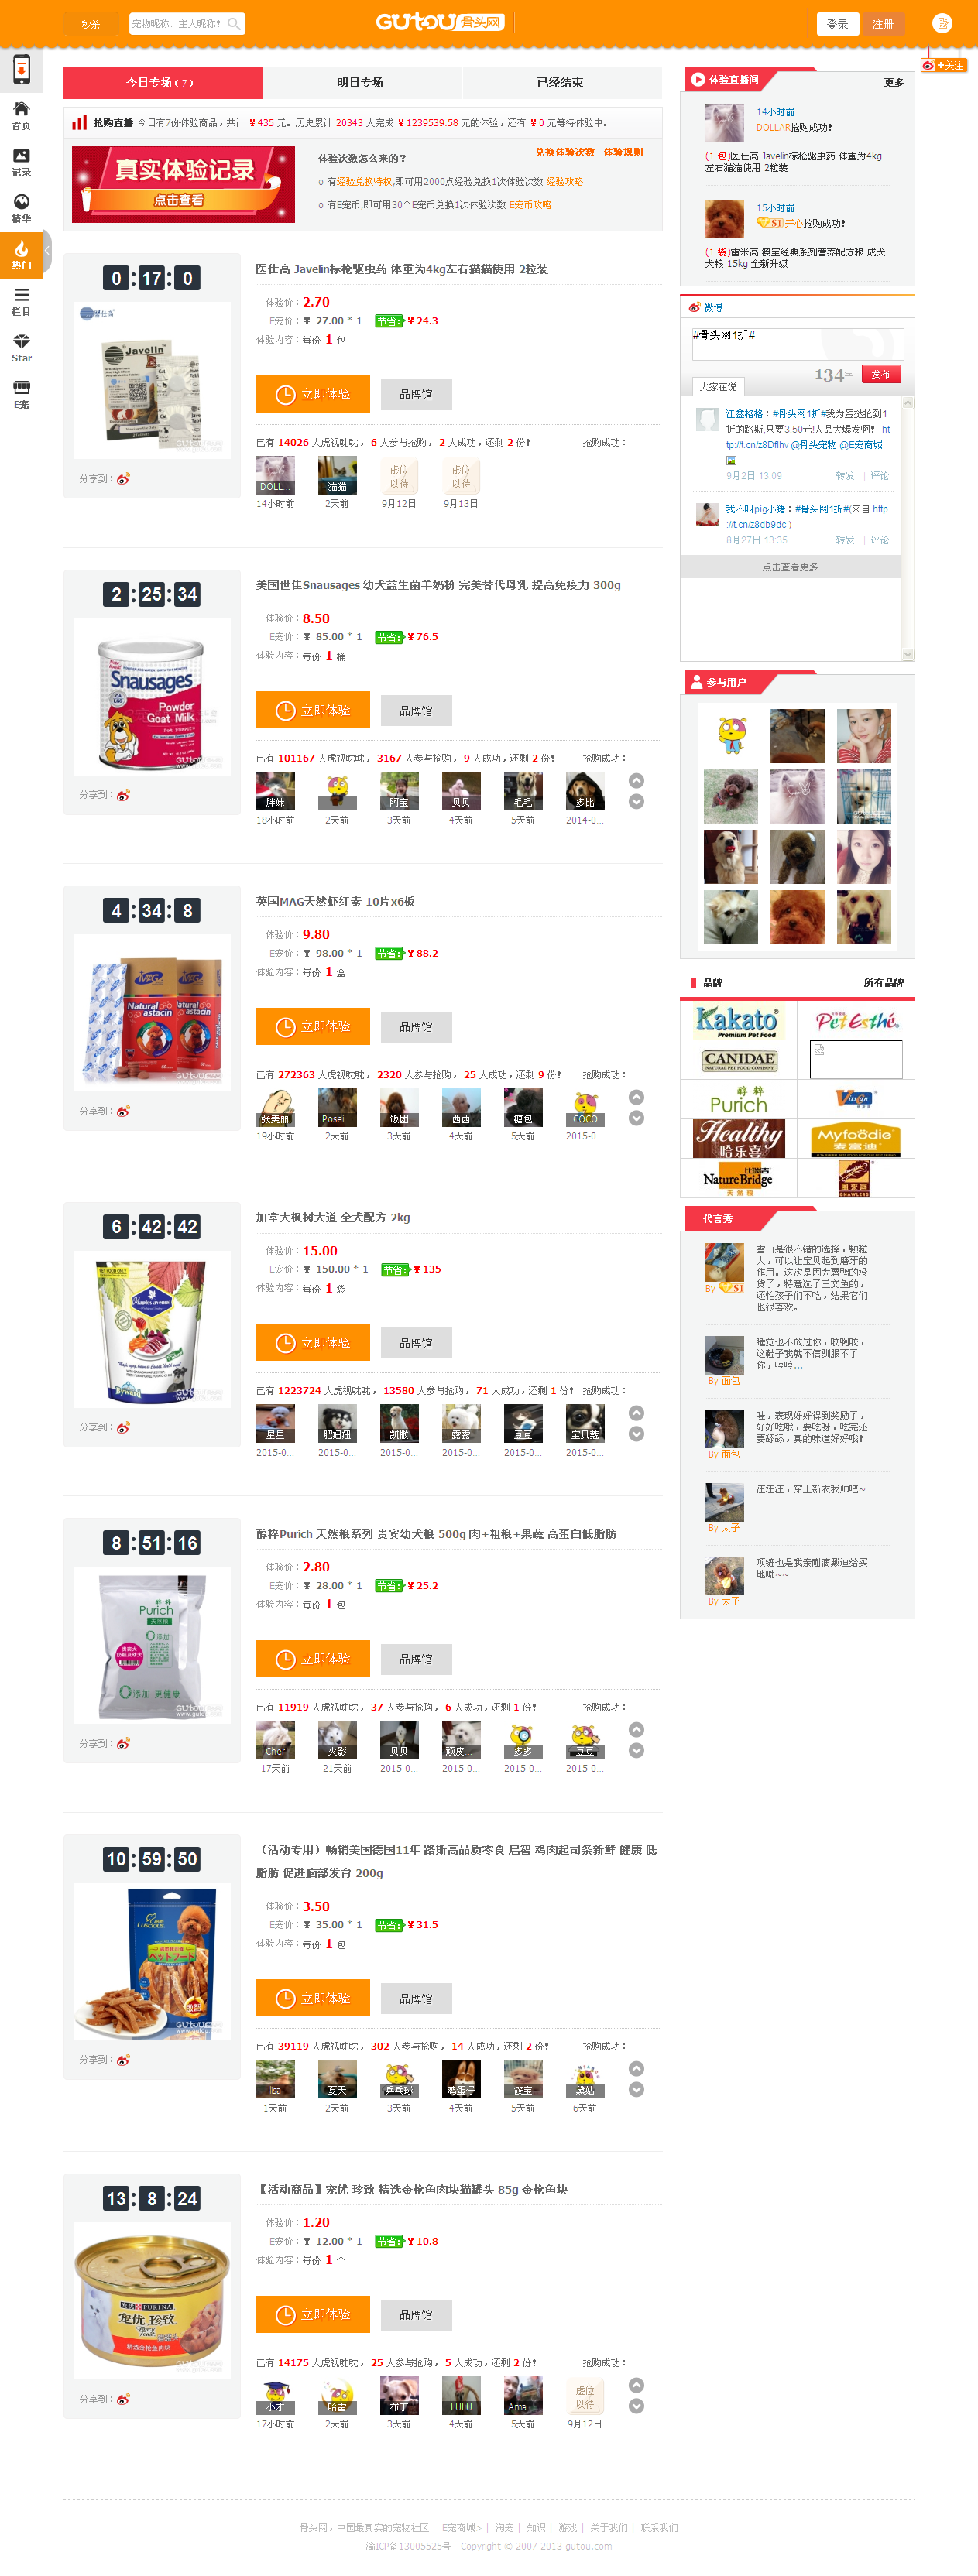 秒杀
宠物昵称、主人昵称!
GUTOU 骨头网
登录
注册
+关注
首页
记录
精华
热门
栏目
Star
E宠
今日专场 ( 7 )
明日专场
已经结束
抢购直播 今日有7份体验商品，共计 ¥ 435 元。历史累计 20343 人完成 ¥ 1239539.58 元的体验，还有 ¥ 0 元等待体验中。
真实体验记录
点击查看
体验次数怎么来的？
兑换体验次数 体验规则
o 有经验兑换特权,即可用2000点经验兑换1次体验次数 经验攻略
o 有E宠币,即可用30个E宠币兑换1次体验次数 E宠币攻略
0:17:0
医仕高 Javelin标枪驱虫药 体重为4kg左右猫猫使用 2粒装
体验价：2.70
E宠价：¥ 27.00 * 1 节省: ¥ 24.3
体验内容：每份 1 包
立即体验
品牌馆
已有 14026 人虎视眈眈， 6 人参与抢购， 2 人成功，还剩 2 份! 抢购成功：
DOLL... 猫猫 虚位以待 虚位以待
14小时前 2天前 9月12日 9月13日
分享到：
2:25:34
美国世佳Snausages 幼犬益生菌羊奶粉 完美替代母乳 提高免疫力 300g
体验价：8.50
E宠价：¥ 85.00 * 1 节省: ¥ 76.5
体验内容：每份 1 桶
Snausages
Powder
Goat Milk
立即体验
品牌馆
已有 101167 人虎视眈眈， 3167 人参与抢购， 9 人成功，还剩 2 份! 抢购成功：
胖妹 阿宝 贝贝 毛毛 多比
18小时前 2天前 3天前 4天前 5天前 2014-0...
分享到：
4:34:8
英国MAG天然虾红素 10片x6板
体验价：9.80
E宠价：¥ 98.00 * 1 节省: ¥ 88.2
体验内容：每份 1 盒
MAG
Natural
astacin
立即体验
品牌馆
已有 272363 人虎视眈眈， 2320 人参与抢购， 25 人成功，还剩 9 份! 抢购成功：
张美丽 Posei... 饭团 西西 樱包 COCO
19小时前 2天前 3天前 4天前 5天前 2015-0...
分享到：
6:42:42
加拿大枫树大道 全犬配方 2kg
体验价：15.00
E宠价：¥ 150.00 * 1 节省: ¥ 135
体验内容：每份 1 袋
立即体验
品牌馆
已有 1223724 人虎视眈眈， 13580 人参与抢购， 71 人成功，还剩 1 份! 抢购成功：
星星 肥妞妞 凯撒 露露 豆豆 宝贝蔻
2015-0... 2015-0... 2015-0... 2015-0... 2015-0... 2015-0...
分享到：
8:51:16
醇粹Purich 天然粮系列 贵宾幼犬粮 500g 肉+粗粮+果蔬 高蛋白低脂肪
体验价：2.80
E宠价：¥ 28.00 * 1 节省: ¥ 25.2
体验内容：每份 1 包
Purich
0添加 更健康
立即体验
品牌馆
已有 11919 人虎视眈眈， 37 人参与抢购， 6 人成功，还剩 1 份! 抢购成功：
Cher 火影 贝贝 顽皮... 多多 豆豆
17天前 21天前 2015-0... 2015-0... 2015-0... 2015-0...
分享到：
10:59:50
（活动专用）畅销美国德国11年 路斯高品质零食 启智 鸡肉起司条新鲜 健康 低
脂肪 促进脑部发育 200g
体验价：3.50
E宠价：¥ 35.00 * 1 节省: ¥ 31.5
体验内容：每份 1 包
LUSCIOUS
ペットフード
立即体验
品牌馆
已有 39119 人虎视眈眈， 302 人参与抢购， 14 人成功，还剩 2 份! 抢购成功：
lisa 夏天 乒乓球 鸡蛋仔 筱宝 黛姑
1天前 2天前 3天前 4天前 5天前 6天前
分享到：
13:8:24
【活动商品】宠优 珍致 精选金枪鱼肉块猫罐头 85g 金枪鱼块
体验价：1.20
E宠价：¥ 12.00 * 1 节省: ¥ 10.8
体验内容：每份 1 个
宠优 PURINA
宠优 珍致
立即体验
品牌馆
已有 14175 人虎视眈眈， 25 人参与抢购， 5 人成功，还剩 2 份! 抢购成功：
小才 哈雷 布丁 LULU Ama... 虚位以待
17小时前 2天前 3天前 4天前 5天前 9月12日
分享到：
体验直播间
更多
14小时前
DOLLAR抢购成功!
(1 包)医仕高 Javelin标枪驱虫药 体重为4kg
左右猫猫使用 2粒装
15小时前
S1开心抢购成功!
(1 袋)雷米高 澳宝经典系列营养配方粮 成犬
犬粮 15kg 全新升级
微博
#骨头网1折#
134字
发布
大家在说
江鑫格格：#骨头网1折#我为蛋挞抢到1
折的路斯,只要3.50元!人品大爆发啊! ht
tp://t.cn/z8Dflhv @骨头宠物 @E宠商城
9月2日 13:09 转发 | 评论
我不叫pig小猪：#骨头网1折#(来自 http
://t.cn/z8db9dc )
8月27日 13:35 转发 | 评论
点击查看更多
参与用户
品牌
所有品牌
Kakato
Premium Pet Food
PetEsthé
CANIDAE
NATURAL PET FOOD COMPANY
醇·粹
Purich
Healthy
哈乐喜
Myfoodie
麦富迪
比瑞吉
Nature Bridge
天然粮
GNAWLERS
代言秀
雪山是很不错的选择，颗粒
大，可以让宝贝起到磨牙的
作用。这次是因为薯鸭的没
货了，特意选了三文鱼的，
还怕孩子们不吃，结果它们
也很喜欢。
By S1
睡觉也不放过你，咬啊咬，
这鞋子我就不信驯服不了
你，哼哼...
By 面包
哇，表现好好得到奖励了，
好好吃哦，要吃呀，吃完还
要舔舔，真的味道好好哦!
By 面包
汪汪汪，穿上新衣我帅吧~
By 太子
项链也是我亲耐滴戴迪给买
地呦~~
By 太子
骨头网，中国最真实的宠物社区 E宠商城> | 淘宠 | 知识 | 游戏 | 关于我们 | 联系我们
渝ICP备13005525号 Copyright © 2007-2013 gutou.com